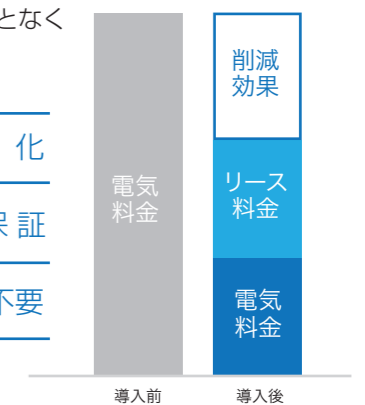 となく
化
保証
不要
電気
料金
削減
効果
リース
料金
電気
料金
導入前
導入後